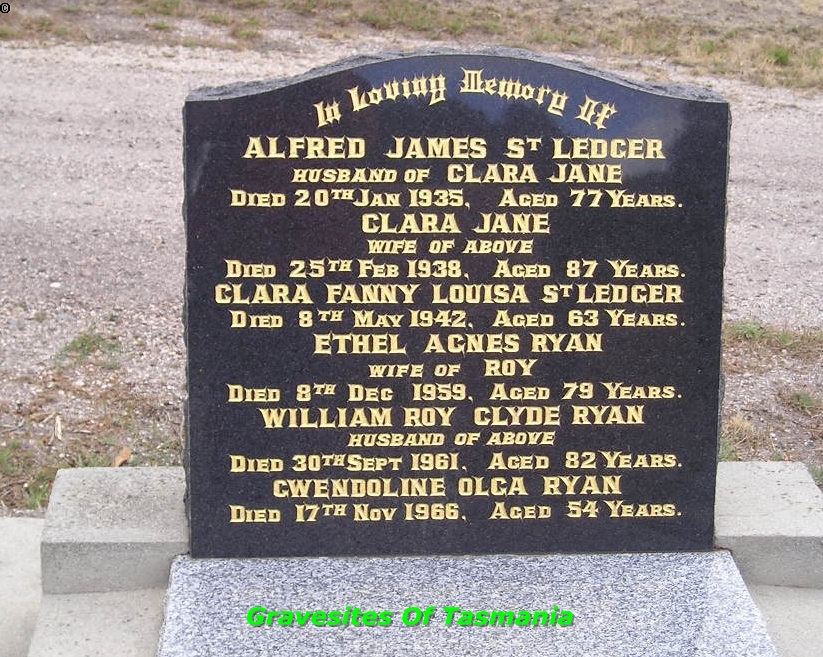 ©
In Loving Memory Of
ALFRED JAMES ST LEDGER
HUSBAND OF CLARA JANE
DIED 20TH JAN 1935, AGED 77 YEARS.
CLARA JANE
WIFE OF ABOVE
DIED 25TH FEB 1938, AGED 87 YEARS.
CLARA FANNY LOUISA ST LEDGER
DIED 8TH MAY 1942, AGED 63 YEARS.
ETHEL AGNES RYAN
WIFE OF ROY
DIED 8TH DEC 1959, AGED 79 YEARS.
WILLIAM ROY CLYDE RYAN
HUSBAND OF ABOVE
DIED 30TH SEPT 1961, AGED 82 YEARS.
GWENDOLINE OLGA RYAN
DIED 17TH NOV 1966, AGED 54 YEARS.
Gravesites Of Tasmania